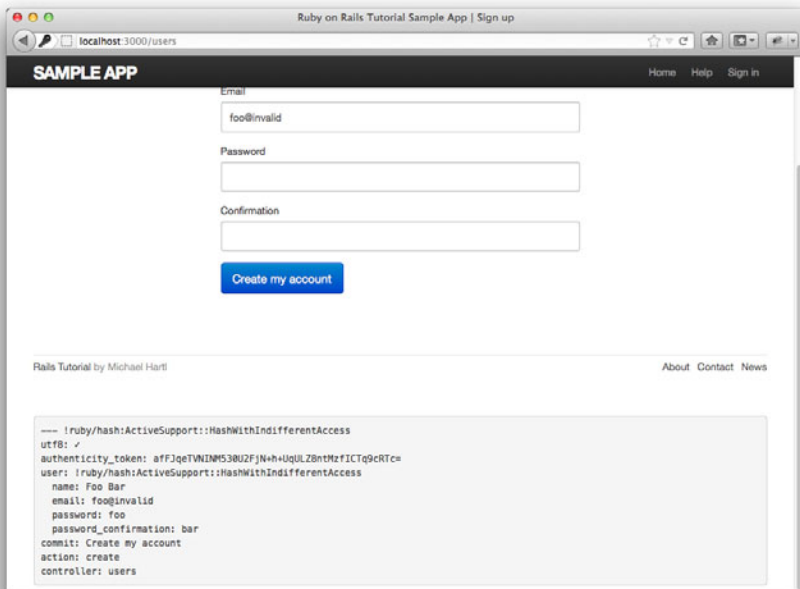 Ruby on Rails Tutorial Sample App | Sign up
localhost:3000/users
SAMPLE APP
Home Help Sign in
Email
foo@invalid
Password
Confirmation
Create my account
Rails Tutorial by Michael Hartl
About Contact News
--- !ruby/hash:ActiveSupport::HashWithIndifferentAccess
utf8: ✓
authenticity_token: afFJqeTVNINM530U2FjN+h+UqULZ8ntMzfICTq9cRTc=
user: !ruby/hash:ActiveSupport::HashWithIndifferentAccess
name: Foo Bar
email: foo@invalid
password: foo
password_confirmation: bar
commit: Create my account
action: create
controller: users